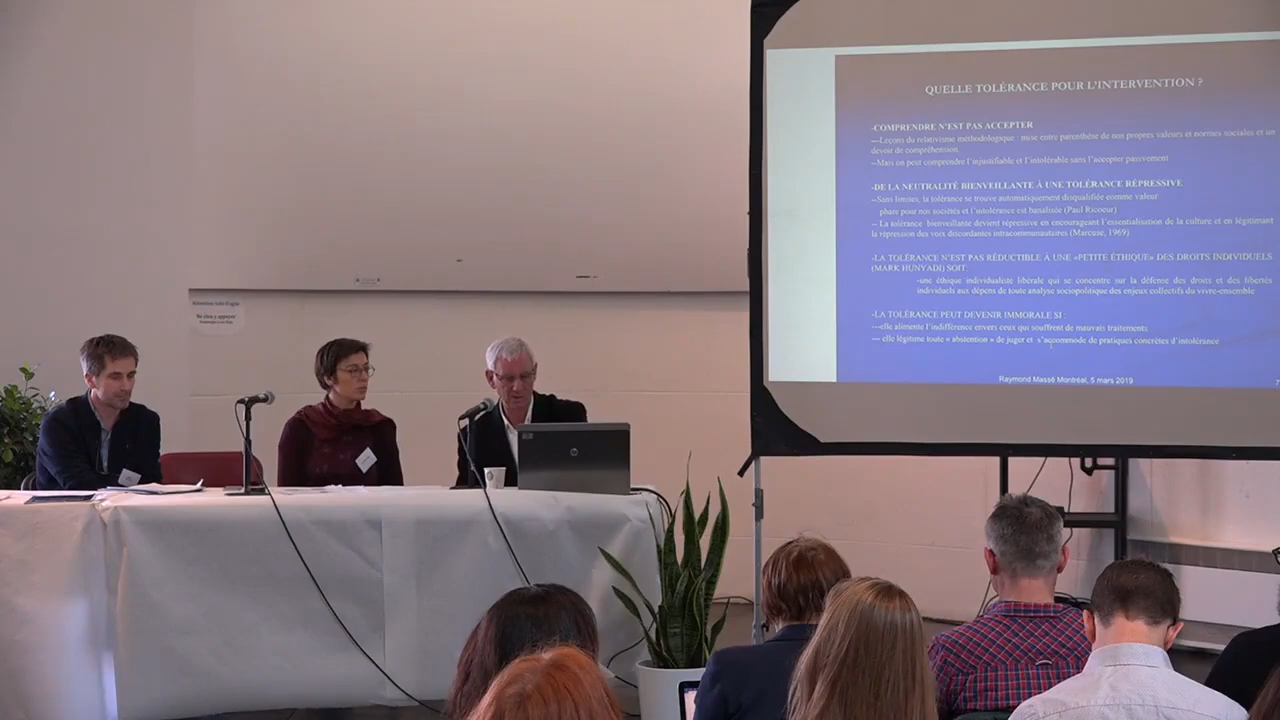 QUELLE TOLÉRANCE POUR L'INTERVENTION ?
-COMPRENDRE N'EST PAS ACCEPTER
—Leçons du relativisme méthodologique : mise entre parenthèse de nos propres valeurs et normes sociales et un
devoir de compréhension.
--Mais on peut comprendre l'injustifiable et l'intolérable sans l'accepter passivement
-DE LA NEUTRALITÉ BIENVEILLANTE À UNE TOLÉRANCE RÉPRESSIVE
--Sans limites, la tolérance se trouve automatiquement disqualifiée comme valeur
phare pour nos sociétés et l'intolérance est banalisée (Paul Ricoeur)
-- La tolérance bienveillante devient répressive en encourageant l'essentialisation de la culture et en légitimant
la répression des voix discordantes intracommunautaires (Marcuse, 1969)
-LA TOLÉRANCE N'EST PAS RÉDUCTIBLE À UNE «PETITE ÉTHIQUE» DES DROITS INDIVIDUELS
(MARK HUNYADI) SOIT:
-une éthique individualiste libérale qui se concentre sur la défense des droits et des libertés
individuels aux dépens de toute analyse sociopolitique des enjeux collectifs du vivre-ensemble
-LA TOLÉRANCE PEUT DEVENIR IMMORALE SI :
—elle alimente l'indifférence envers ceux qui souffrent de mauvais traitements
— elle légitime toute « abstention » de juger et s'accommode de pratiques concrètes d'intolérance
Raymond Massé Montréal, 5 mars 2019
Attention toile fragile
Ne rien y appuyer
hp